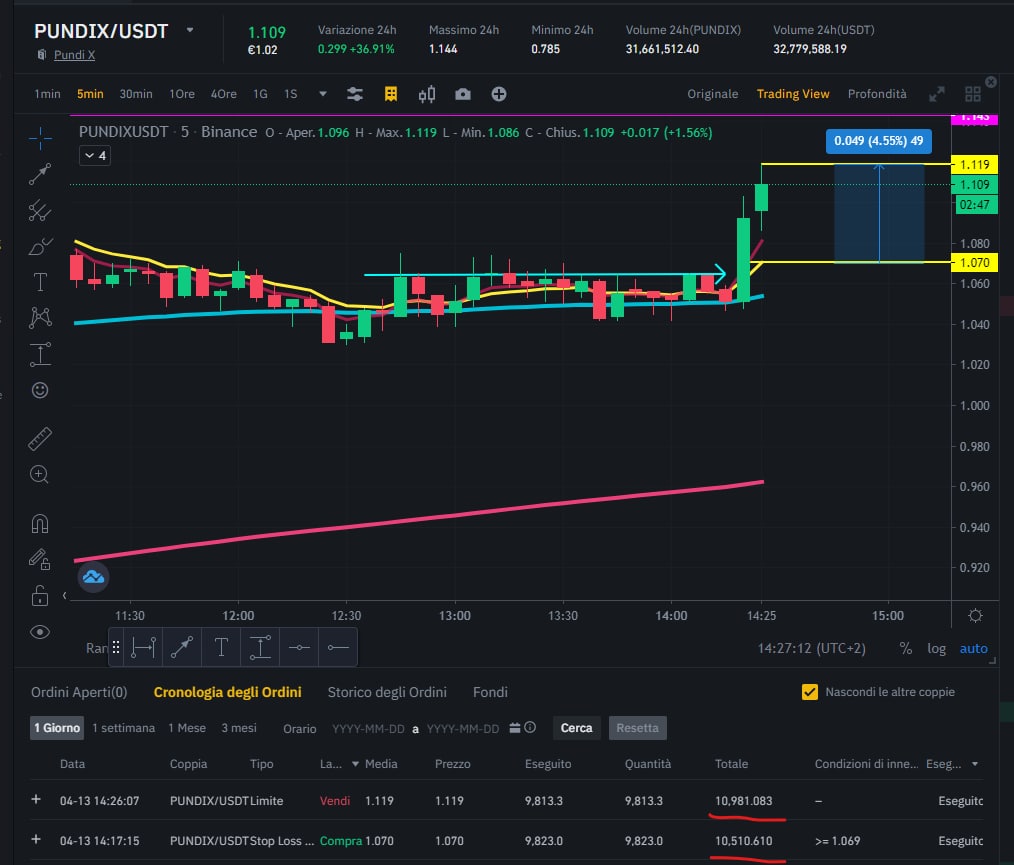 PUNDIX/USDT
Pundi X
1.109
€1.02
Variazione 24h
0.299 +36.91%
Massimo 24h
1.144
Minimo 24h
0.785
Volume 24h(PUNDIX)
31,661,512.40
Volume 24h(USDT)
32,779,588.19
1min 5min 30min 1Ore 4Ore 1G 1S
Originale Trading View Profondità
PUNDIXUSDT · 5 · Binance O - Aper.1.096 H - Max.1.119 L - Min.1.086 C - Chius.1.109 +0.017 (+1.56%)
4
0.049 (4.55%) 49
1.119
1.109
02:47
1.080
1.070
1.060
1.040
1.020
1.000
0.980
0.960
0.940
0.920
11:30 12:00 12:30 13:00 13:30 14:00 14:25 15:00
14:27:12 (UTC+2) % log auto
Ordini Aperti(0) Cronologia degli Ordini Storico degli Ordini Fondi
Nascondi le altre coppie
1 Giorno 1 settimana 1 Mese 3 mesi Orario YYYY-MM-DD a YYYY-MM-DD Cerca Resetta
Data Coppia Tipo La... Media Prezzo Eseguito Quantità Totale Condizioni di inne... Eseg...
+ 04-13 14:26:07 PUNDIX/USDT Limite Vendi 1.119 1.119 9,813.3 9,813.3 10,981.083 – Eseguito
+ 04-13 14:17:15 PUNDIX/USDT Stop Loss ... Compra 1.070 1.070 9,823.0 9,823.0 10,510.610 >= 1.069 Eseguito